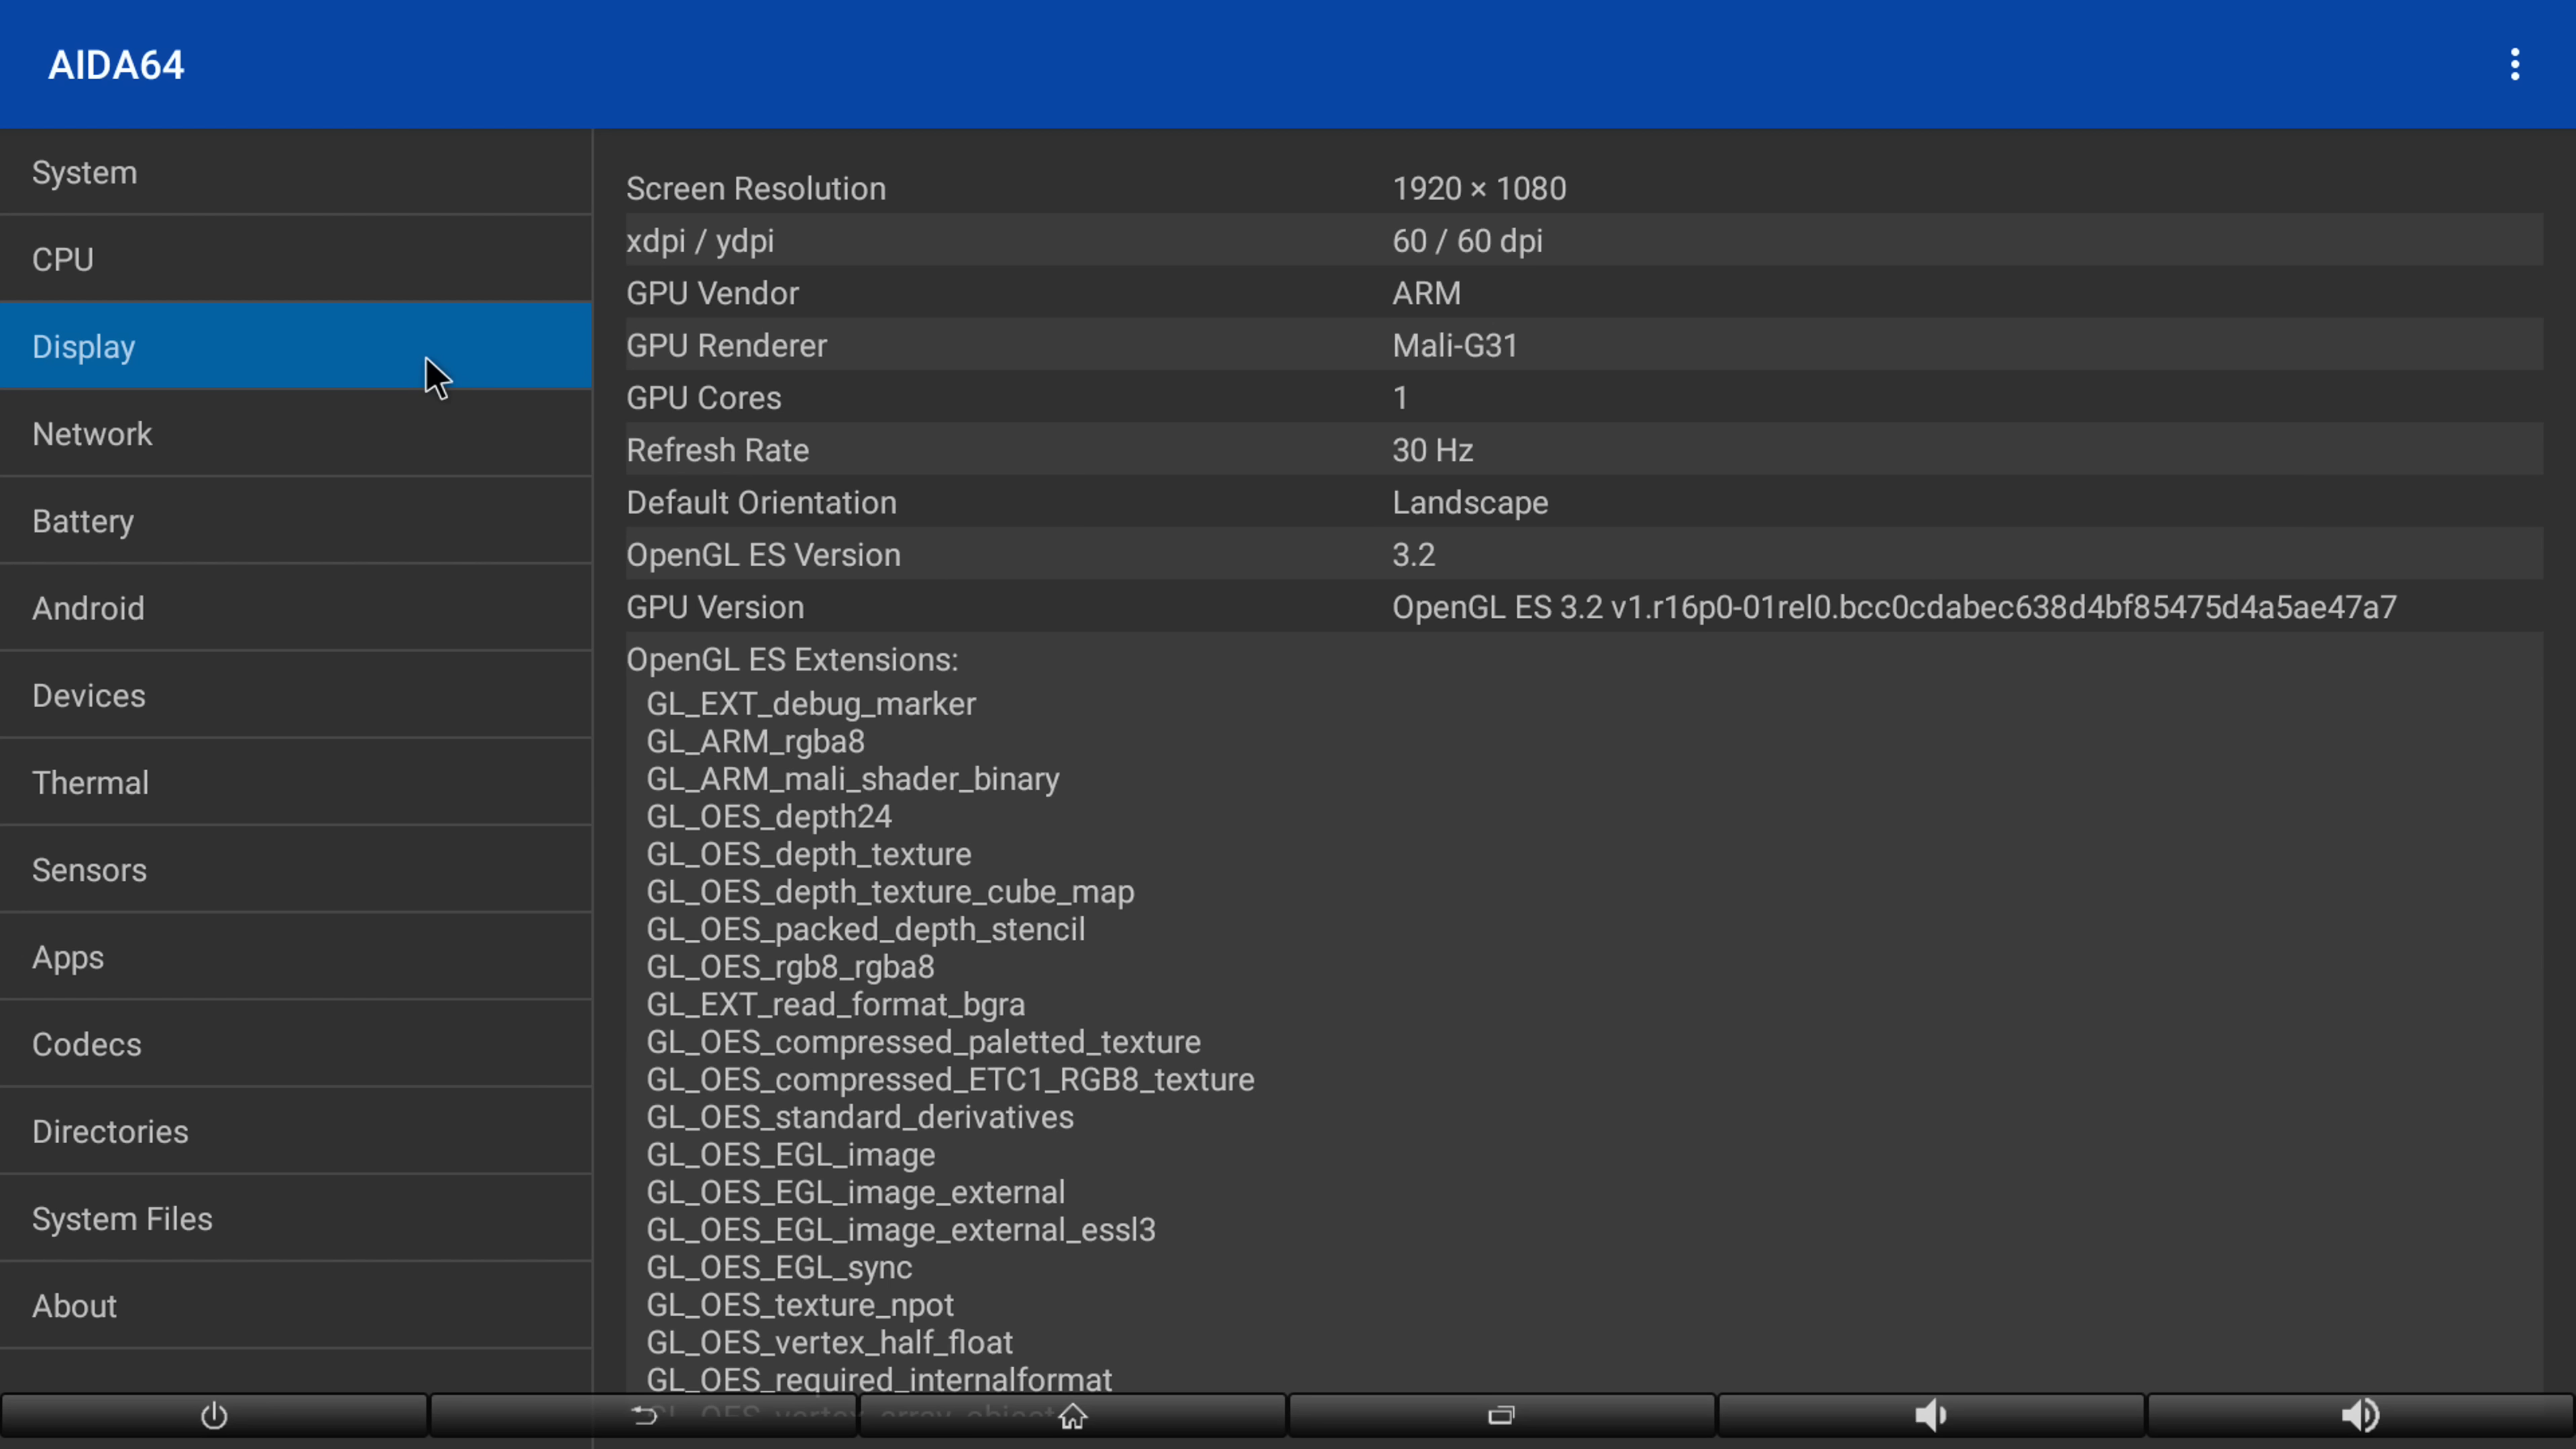 AIDA64
System
CPU
Display
Network
Battery
Android
Devices
Thermal
Sensors
Apps
Codecs
Directories
System Files
About
Screen Resolution 1920 × 1080
xdpi / ydpi 60 / 60 dpi
GPU Vendor ARM
GPU Renderer Mali-G31
GPU Cores 1
Refresh Rate 30 Hz
Default Orientation Landscape
OpenGL ES Version 3.2
GPU Version OpenGL ES 3.2 v1.r16p0-01rel0.bcc0cdabec638d4bf85475d4a5ae47a7
OpenGL ES Extensions:
GL_EXT_debug_marker
GL_ARM_rgba8
GL_ARM_mali_shader_binary
GL_OES_depth24
GL_OES_depth_texture
GL_OES_depth_texture_cube_map
GL_OES_packed_depth_stencil
GL_OES_rgb8_rgba8
GL_EXT_read_format_bgra
GL_OES_compressed_paletted_texture
GL_OES_compressed_ETC1_RGB8_texture
GL_OES_standard_derivatives
GL_OES_EGL_image
GL_OES_EGL_image_external
GL_OES_EGL_image_external_essl3
GL_OES_EGL_sync
GL_OES_texture_npot
GL_OES_vertex_half_float
GL_OES_required_internalformat